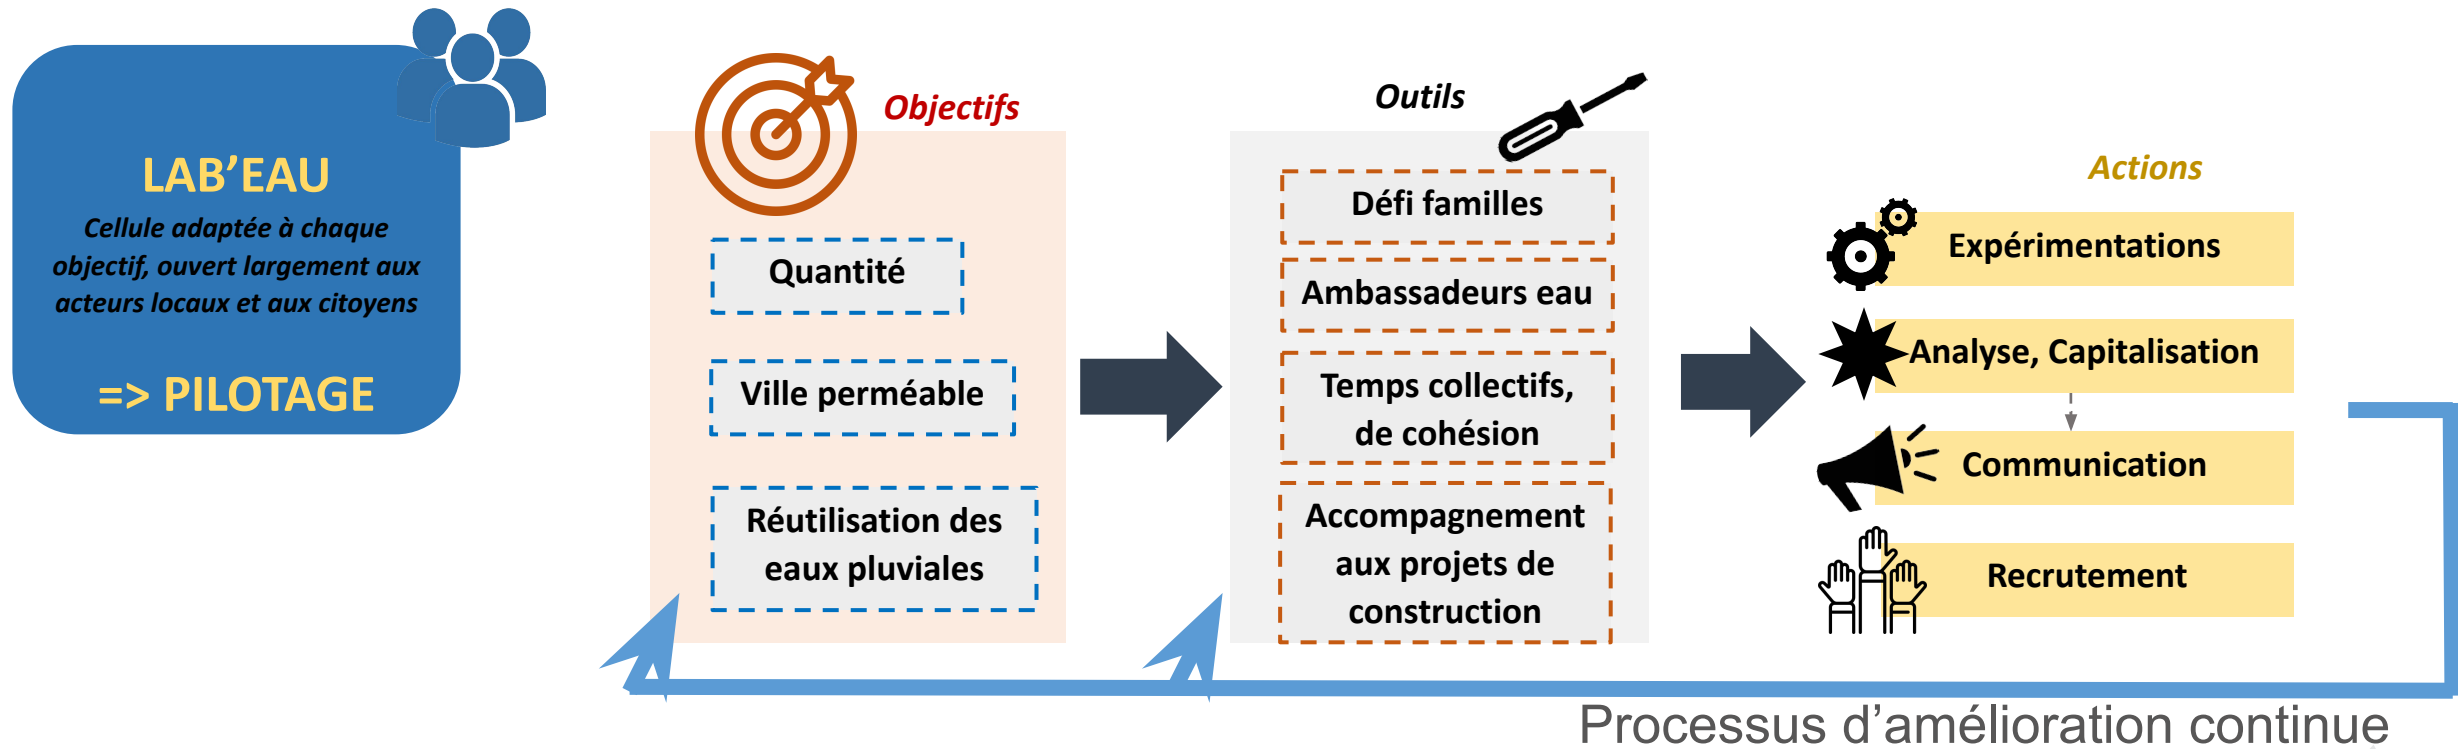 LAB’EAU
Cellule adaptée à chaque
objectif, ouvert largement aux
acteurs locaux et aux citoyens
=> PILOTAGE
Objectifs
Quantité
Ville perméable
Réutilisation des
eaux pluviales
Outils
Défi familles
Ambassadeurs eau
Temps collectifs,
de cohésion
Accompagnement
aux projets de
construction
Actions
Expérimentations
Analyse, Capitalisation
Communication
Recrutement
Processus d’amélioration continue